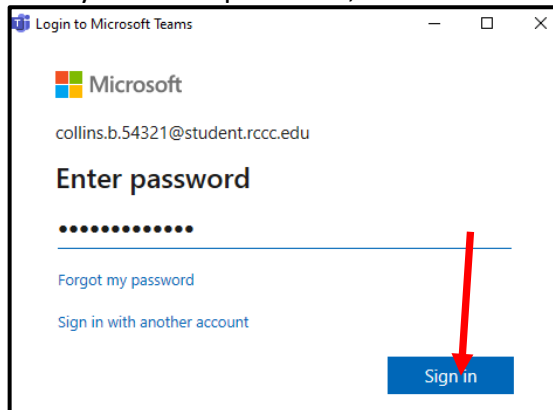 Login to Microsoft Teams
Microsoft
collins.b.54321@student.rccc.edu
Enter password
•••••••••••••
Forgot my password
Sign in with another account
Sign in